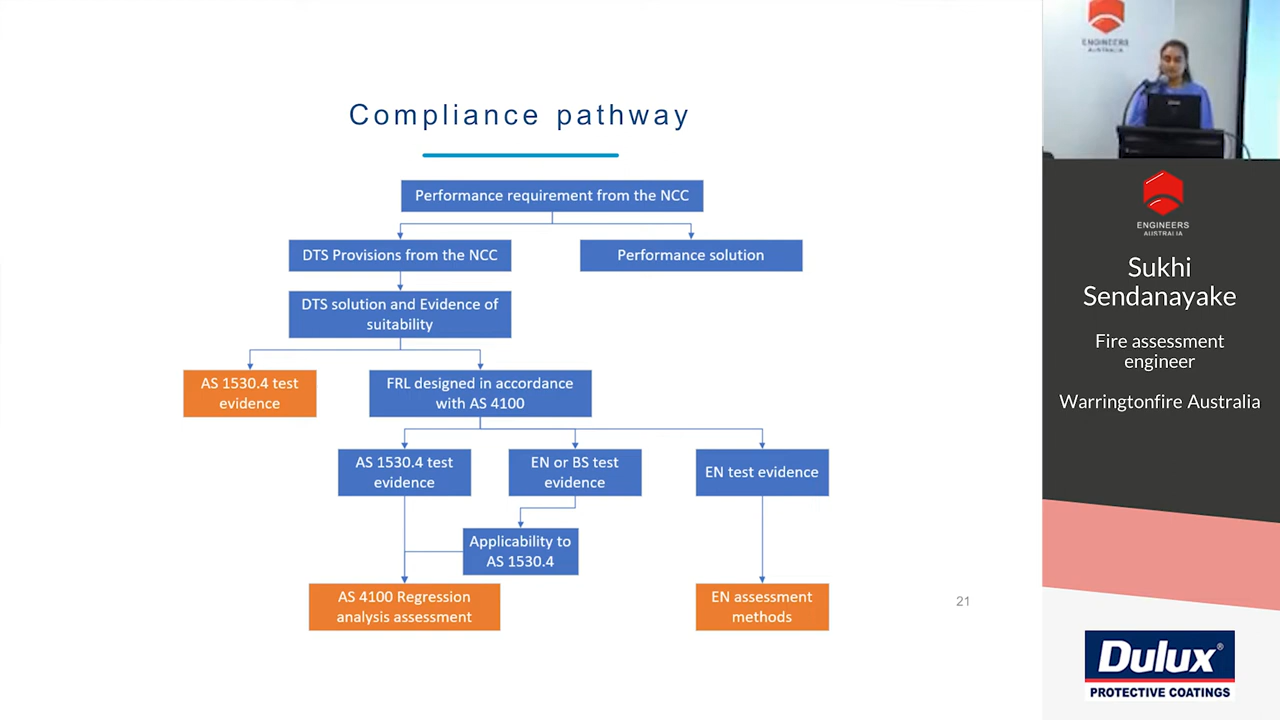 Compliance pathway
Performance requirement from the NCC
DTS Provisions from the NCC
Performance solution
DTS solution and Evidence of
suitability
AS 1530.4 test
evidence
FRL designed in accordance
with AS 4100
AS 1530.4 test
evidence
EN or BS test
evidence
EN test evidence
Applicability to
AS 1530.4
AS 4100 Regression
analysis assessment
EN assessment
methods
21
ENGINEERS
AUSTRALIA
ENGINEERS
AUSTRALIA
Sukhi
Sendanayake
Fire assessment
engineer
Warringtonfire Australia
Dulux®
PROTECTIVE COATINGS